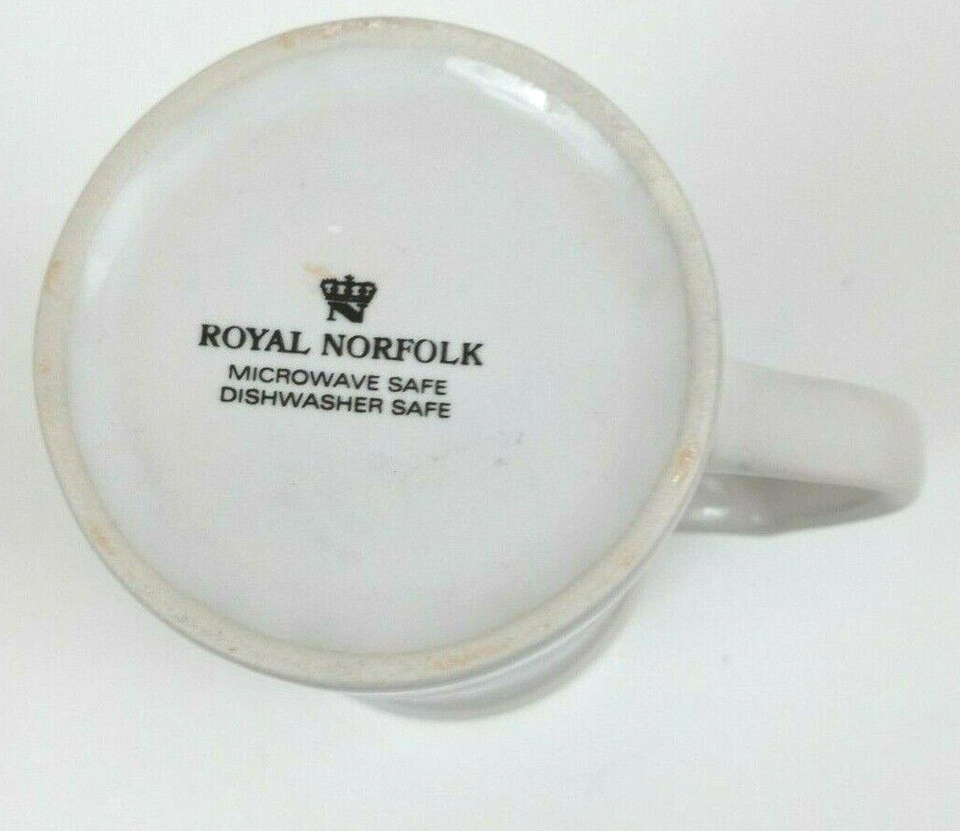 N
ROYAL NORFOLK
MICROWAVE SAFE
DISHWASHER SAFE